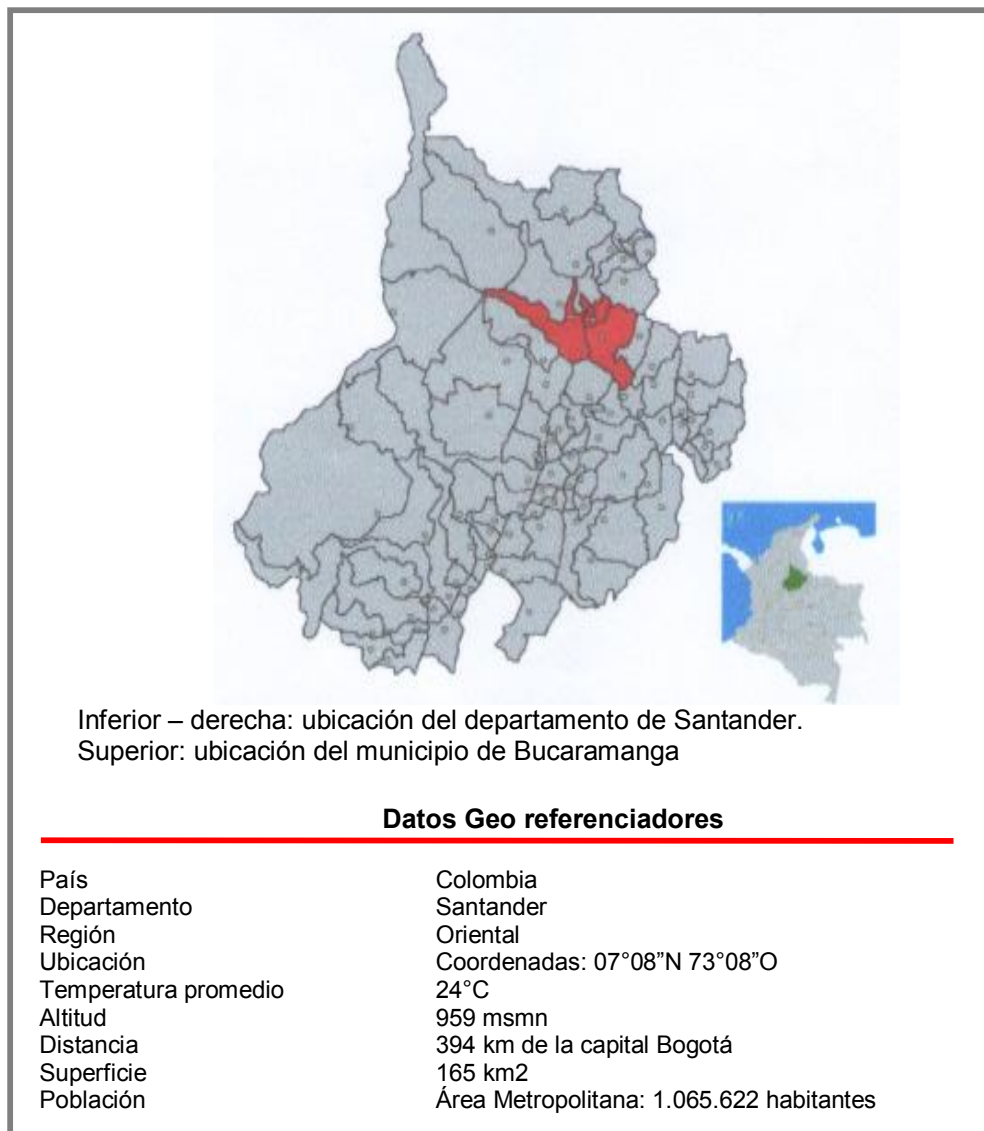 Inferior – derecha: ubicación del departamento de Santander.
Superior: ubicación del municipio de Bucaramanga
Datos Geo referenciadores
País Colombia
Departamento Santander
Región Oriental
Ubicación Coordenadas: 07°08”N 73°08”O
Temperatura promedio 24°C
Altitud 959 msmn
Distancia 394 km de la capital Bogotá
Superficie 165 km2
Población Área Metropolitana: 1.065.622 habitantes